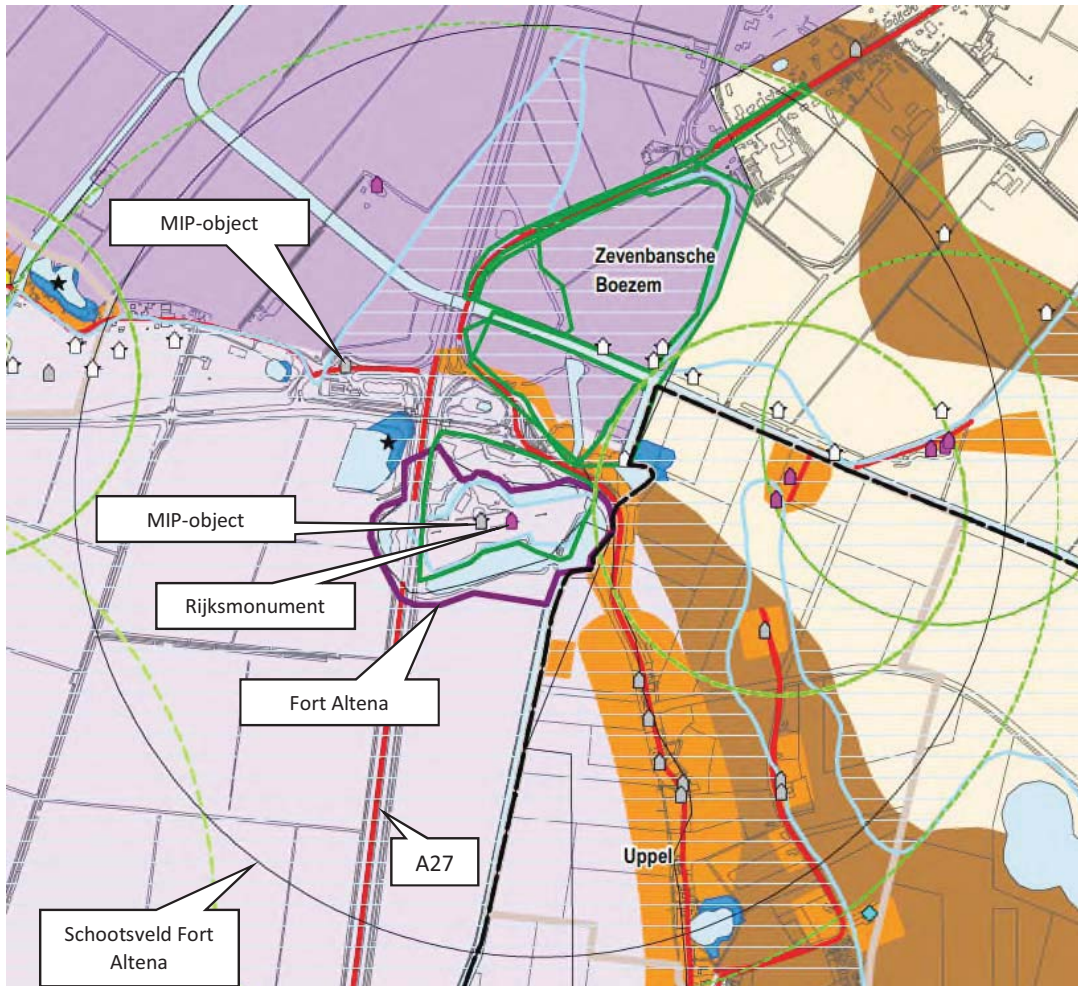 MIP-object
Zevenbansche
Boezem
MIP-object
Rijksmonument
Fort Altena
A27
Uppel
Schootsveld Fort
Altena